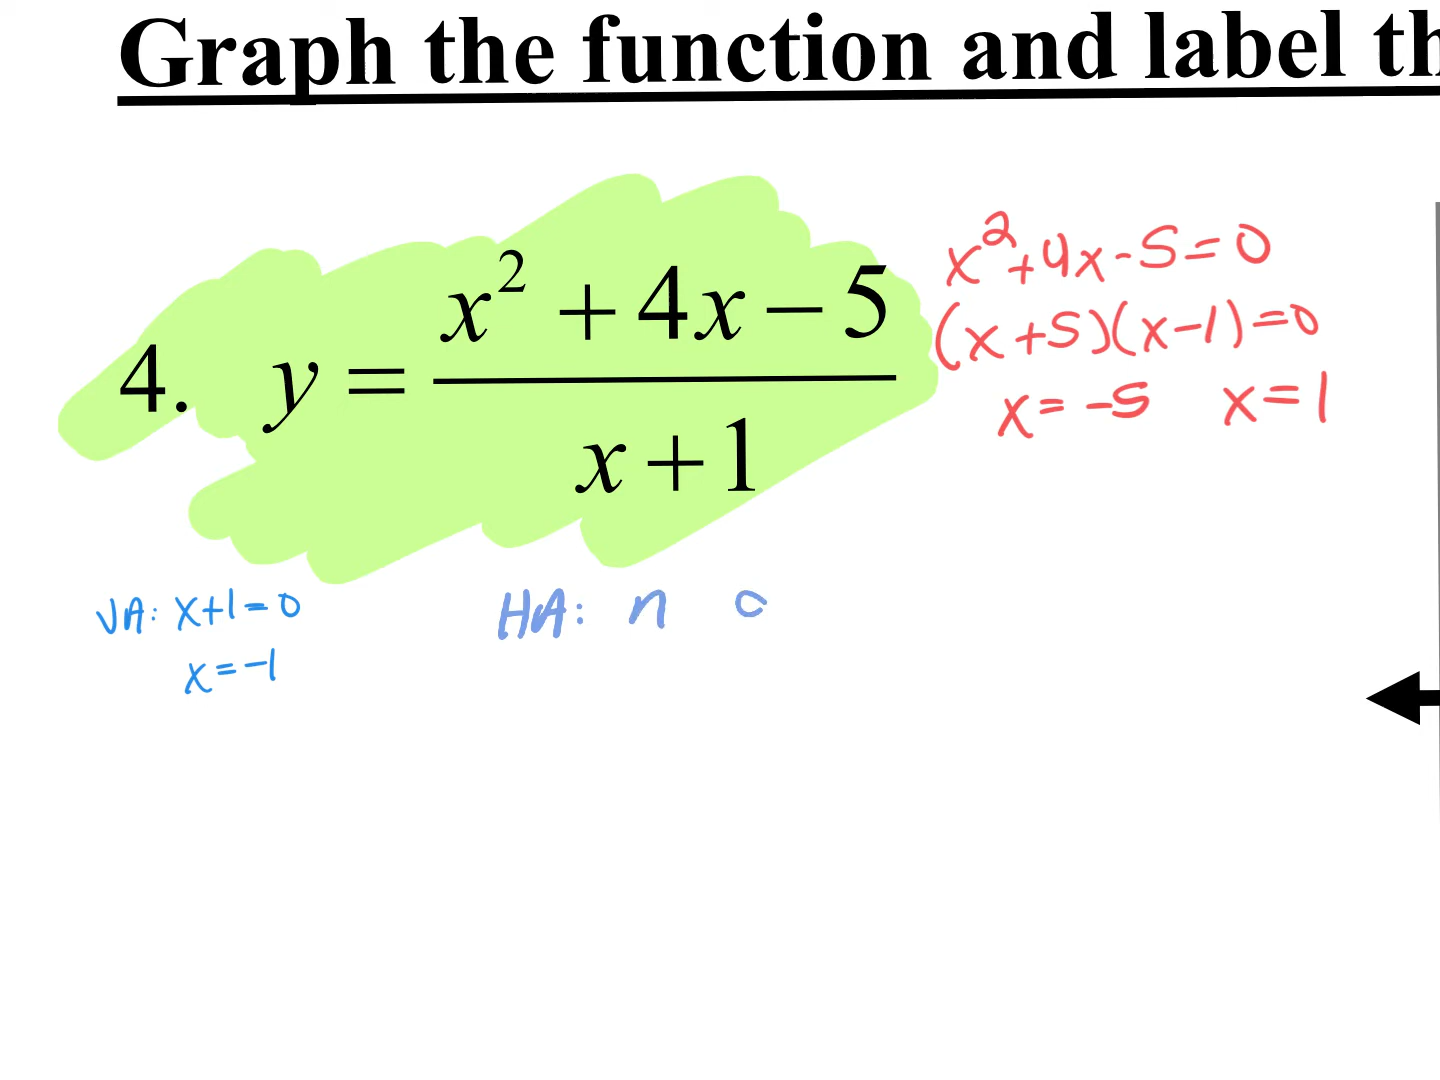 Graph the function and label th
4. y = (x² + 4x − 5)/(x + 1)
x²+4x-5=0
(x+5)(x-1)=0
x=-5 x=1
VA: x+1=0
x=-1
HA: n o